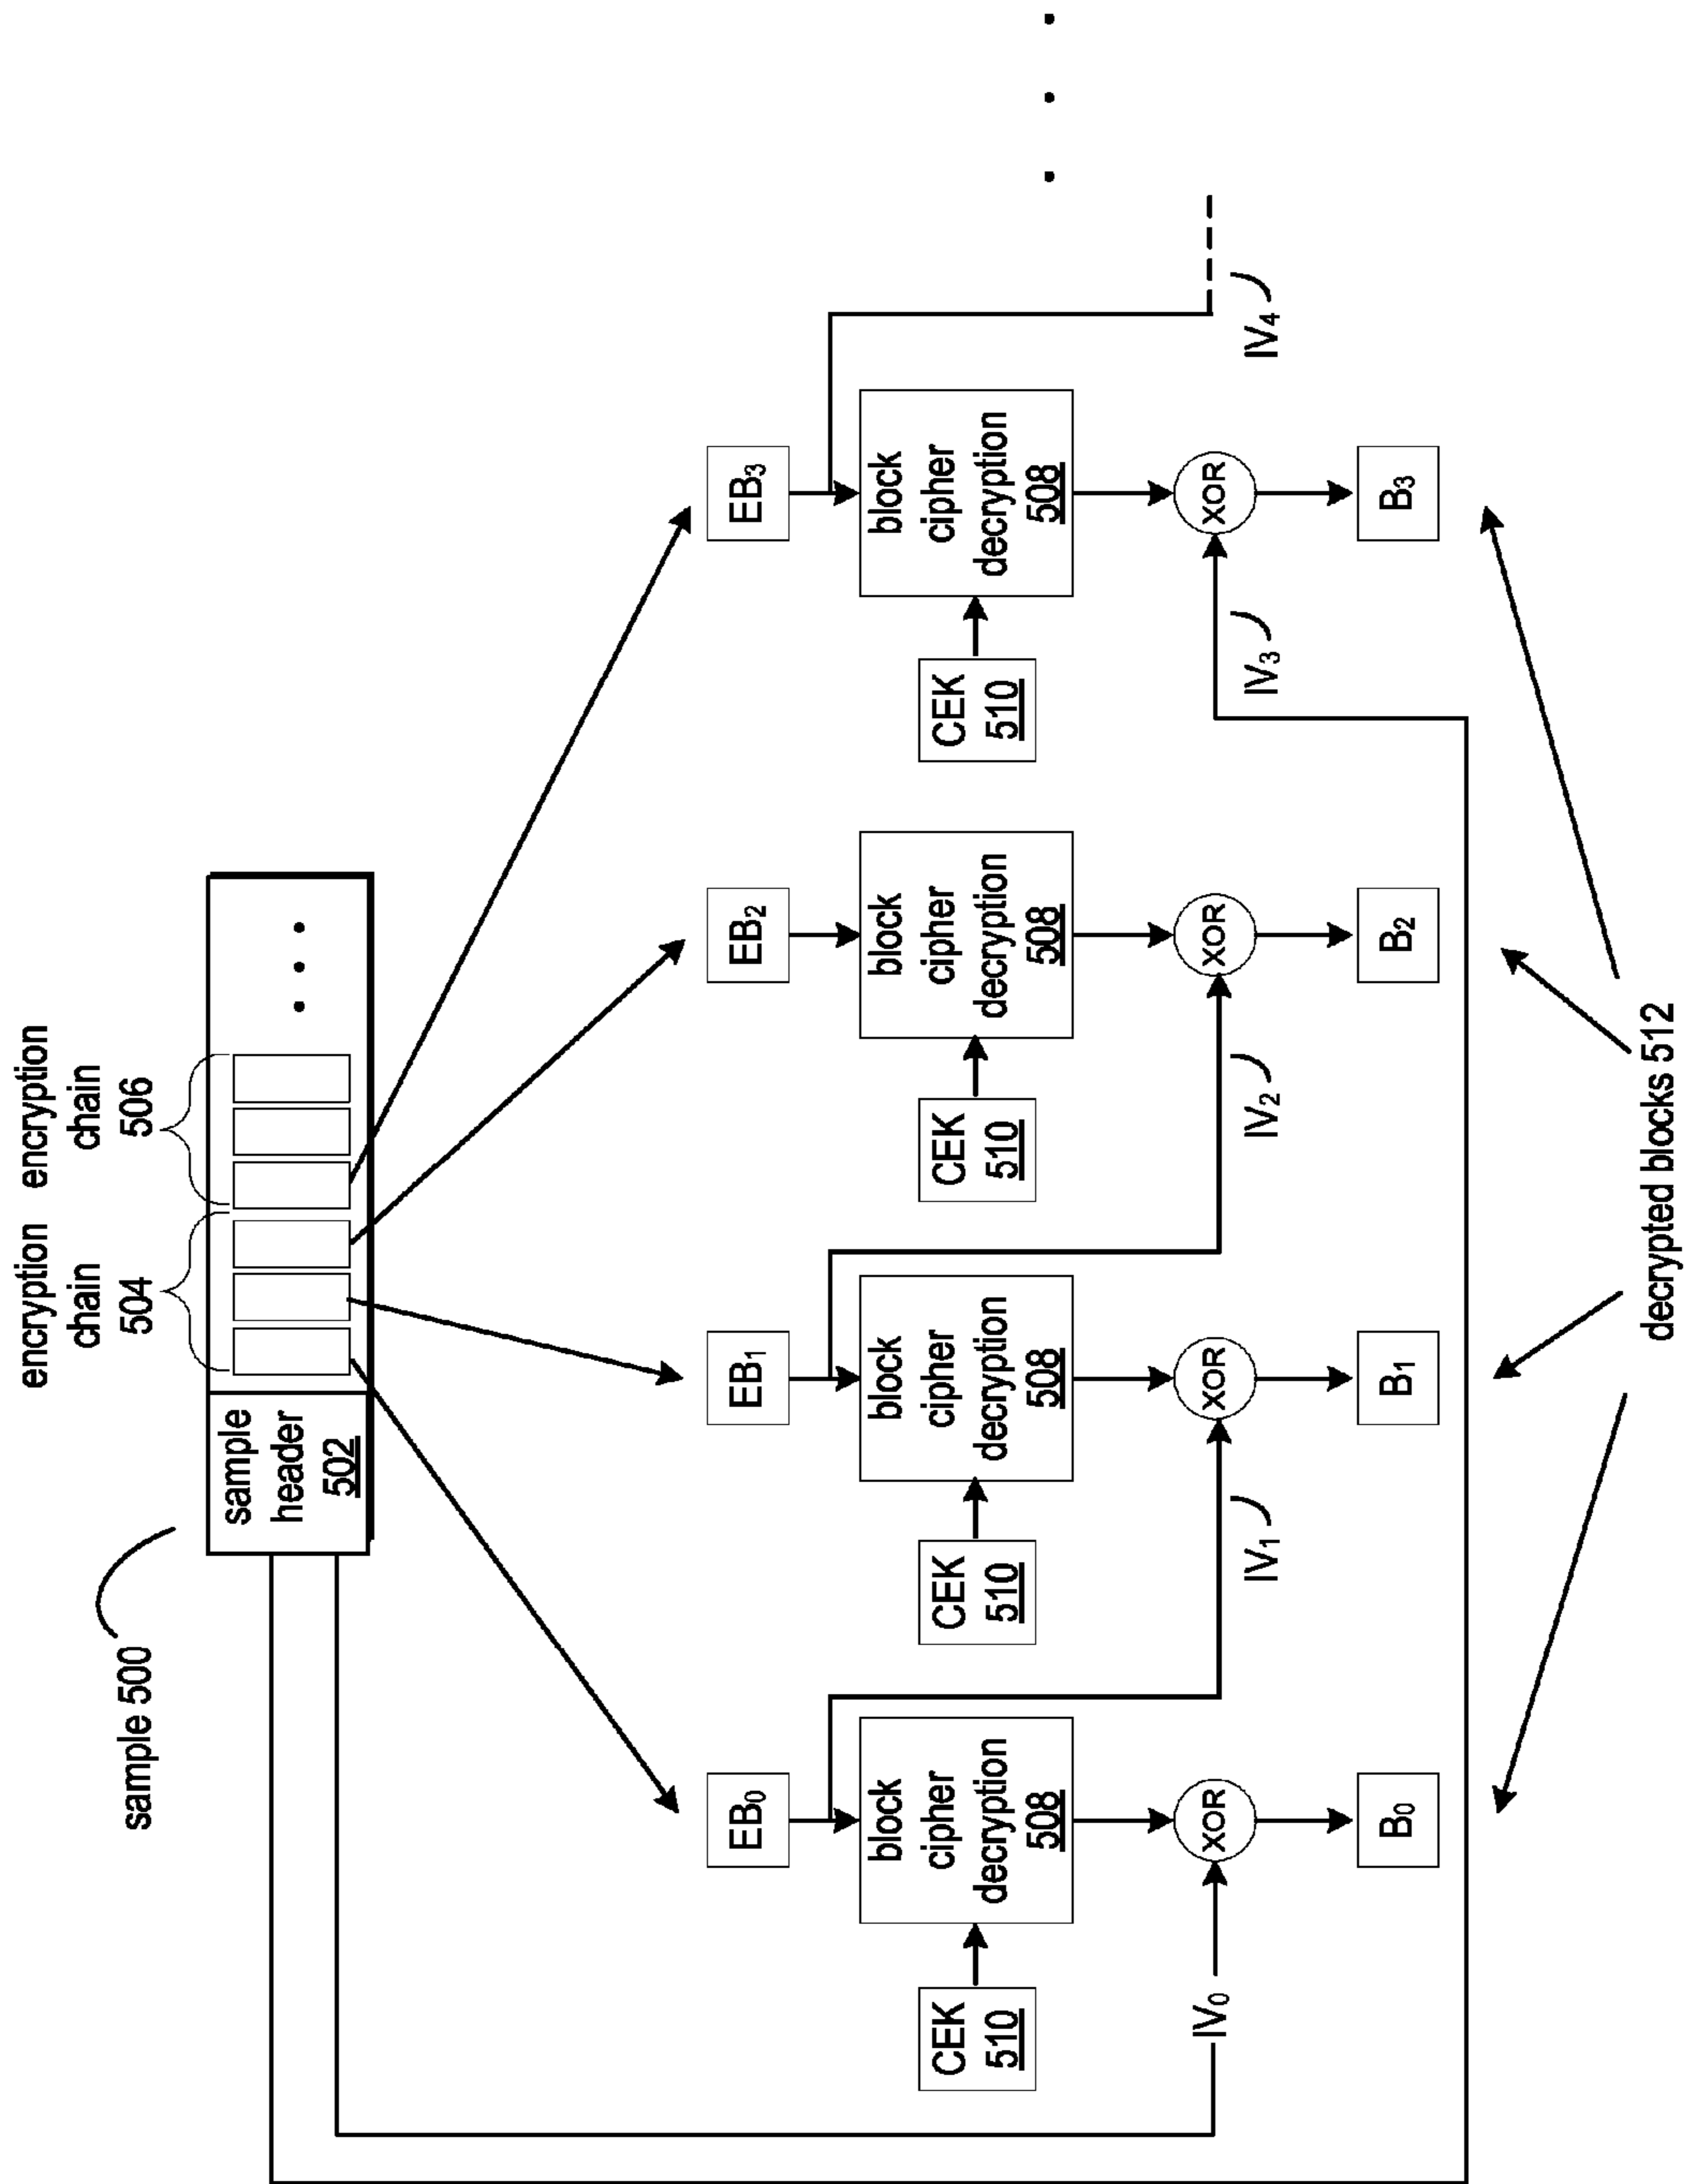 sample 500
sample
header
502
encryption
chain
504
encryption
chain
506
• • •
EB₀
EB₁
EB₂
EB₃
CEK
510
block
cipher
decryption
508
CEK
510
block
cipher
decryption
508
CEK
510
block
cipher
decryption
508
CEK
510
block
cipher
decryption
508
• • •
IV₀
XOR
IV₁
XOR
IV₂
XOR
IV₃
XOR
IV₄
B₀
B₁
B₂
B₃
decrypted blocks 512